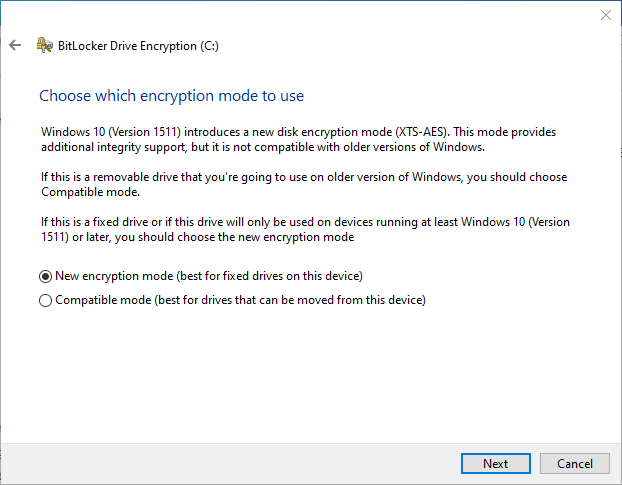 BitLocker Drive Encryption (C:)
Choose which encryption mode to use
Windows 10 (Version 1511) introduces a new disk encryption mode (XTS-AES). This mode provides
additional integrity support, but it is not compatible with older versions of Windows.
If this is a removable drive that you're going to use on older version of Windows, you should choose
Compatible mode.
If this is a fixed drive or if this drive will only be used on devices running at least Windows 10 (Version
1511) or later, you should choose the new encryption mode
New encryption mode (best for fixed drives on this device)
Compatible mode (best for drives that can be moved from this device)
Next
Cancel